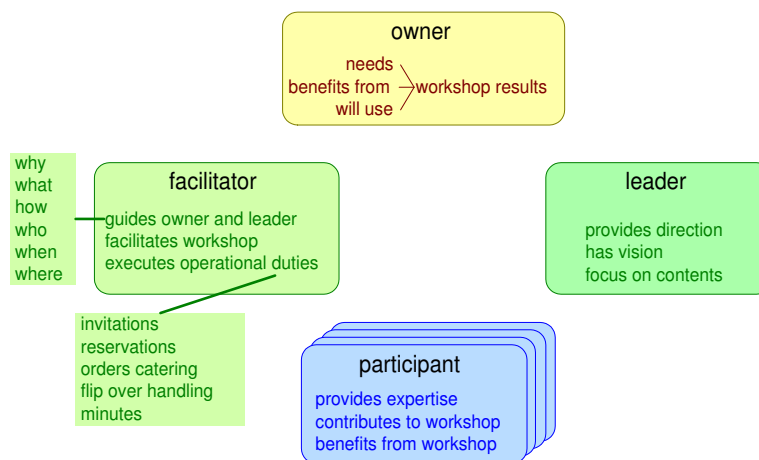 owner
needs
benefits from
will use
workshop results
why
what
how
who
when
where
facilitator
guides owner and leader
facilitates workshop
executes operational duties
leader
provides direction
has vision
focus on contents
invitations
reservations
orders catering
flip over handling
minutes
participant
provides expertise
contributes to workshop
benefits from workshop